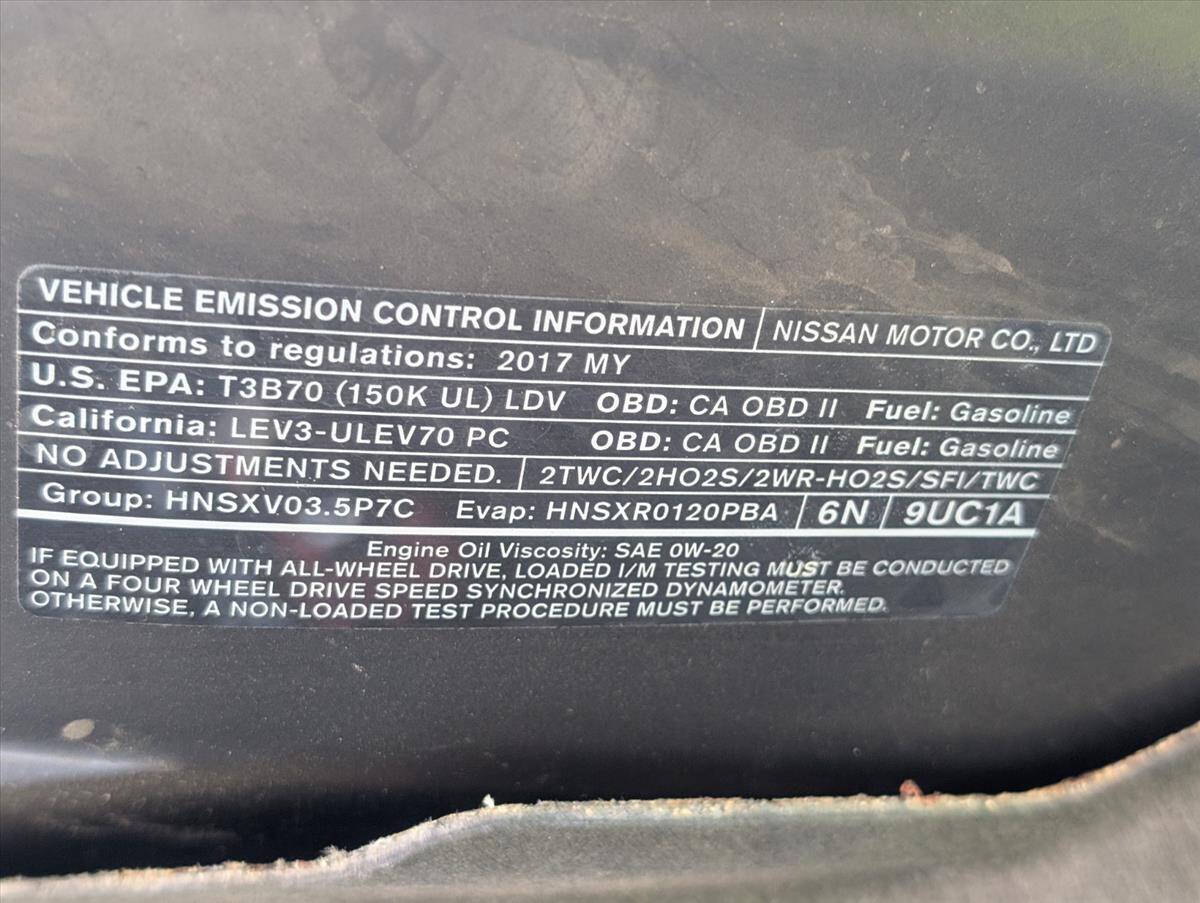 VEHICLE EMISSION CONTROL INFORMATION NISSAN MOTOR CO., LTD
Conforms to regulations: 2017 MY
U.S. EPA: T3B70 (150K UL) LDV OBD: CA OBD II Fuel: Gasoline
California: LEV3-ULEV70 PC OBD: CA OBD II Fuel: Gasoline
NO ADJUSTMENTS NEEDED. 2TWC/2HO2S/2WR-HO2S/SFI/TWC
Group: HNSXV03.5P7C Evap: HNSXR0120PBA 6N 9UC1A
Engine Oil Viscosity: SAE 0W-20
IF EQUIPPED WITH ALL-WHEEL DRIVE, LOADED I/M TESTING MUST BE CONDUCTED
ON A FOUR WHEEL DRIVE SPEED SYNCHRONIZED DYNAMOMETER.
OTHERWISE, A NON-LOADED TEST PROCEDURE MUST BE PERFORMED.